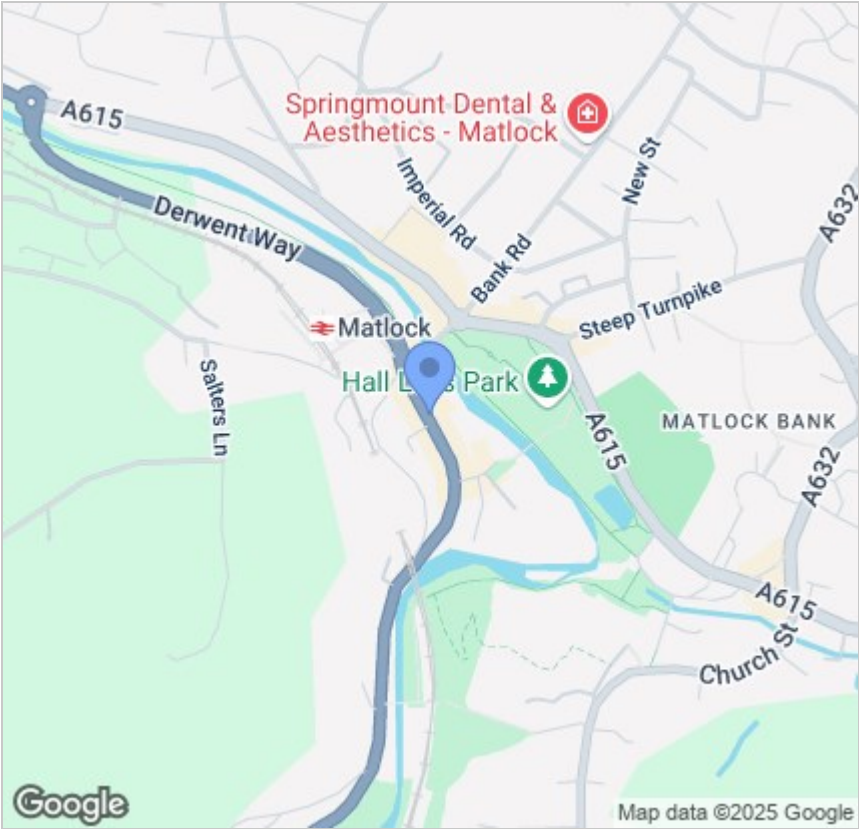 A615
Springmount Dental &
Aesthetics - Matlock
New St
Imperial Rd
A632
Derwent Way
Bank Rd
Steep Turnpike
Matlock
Hall L s Park
Salters Ln
A615
MATLOCK BANK
A632
A615
Church St
Google
Map data ©2025 Google